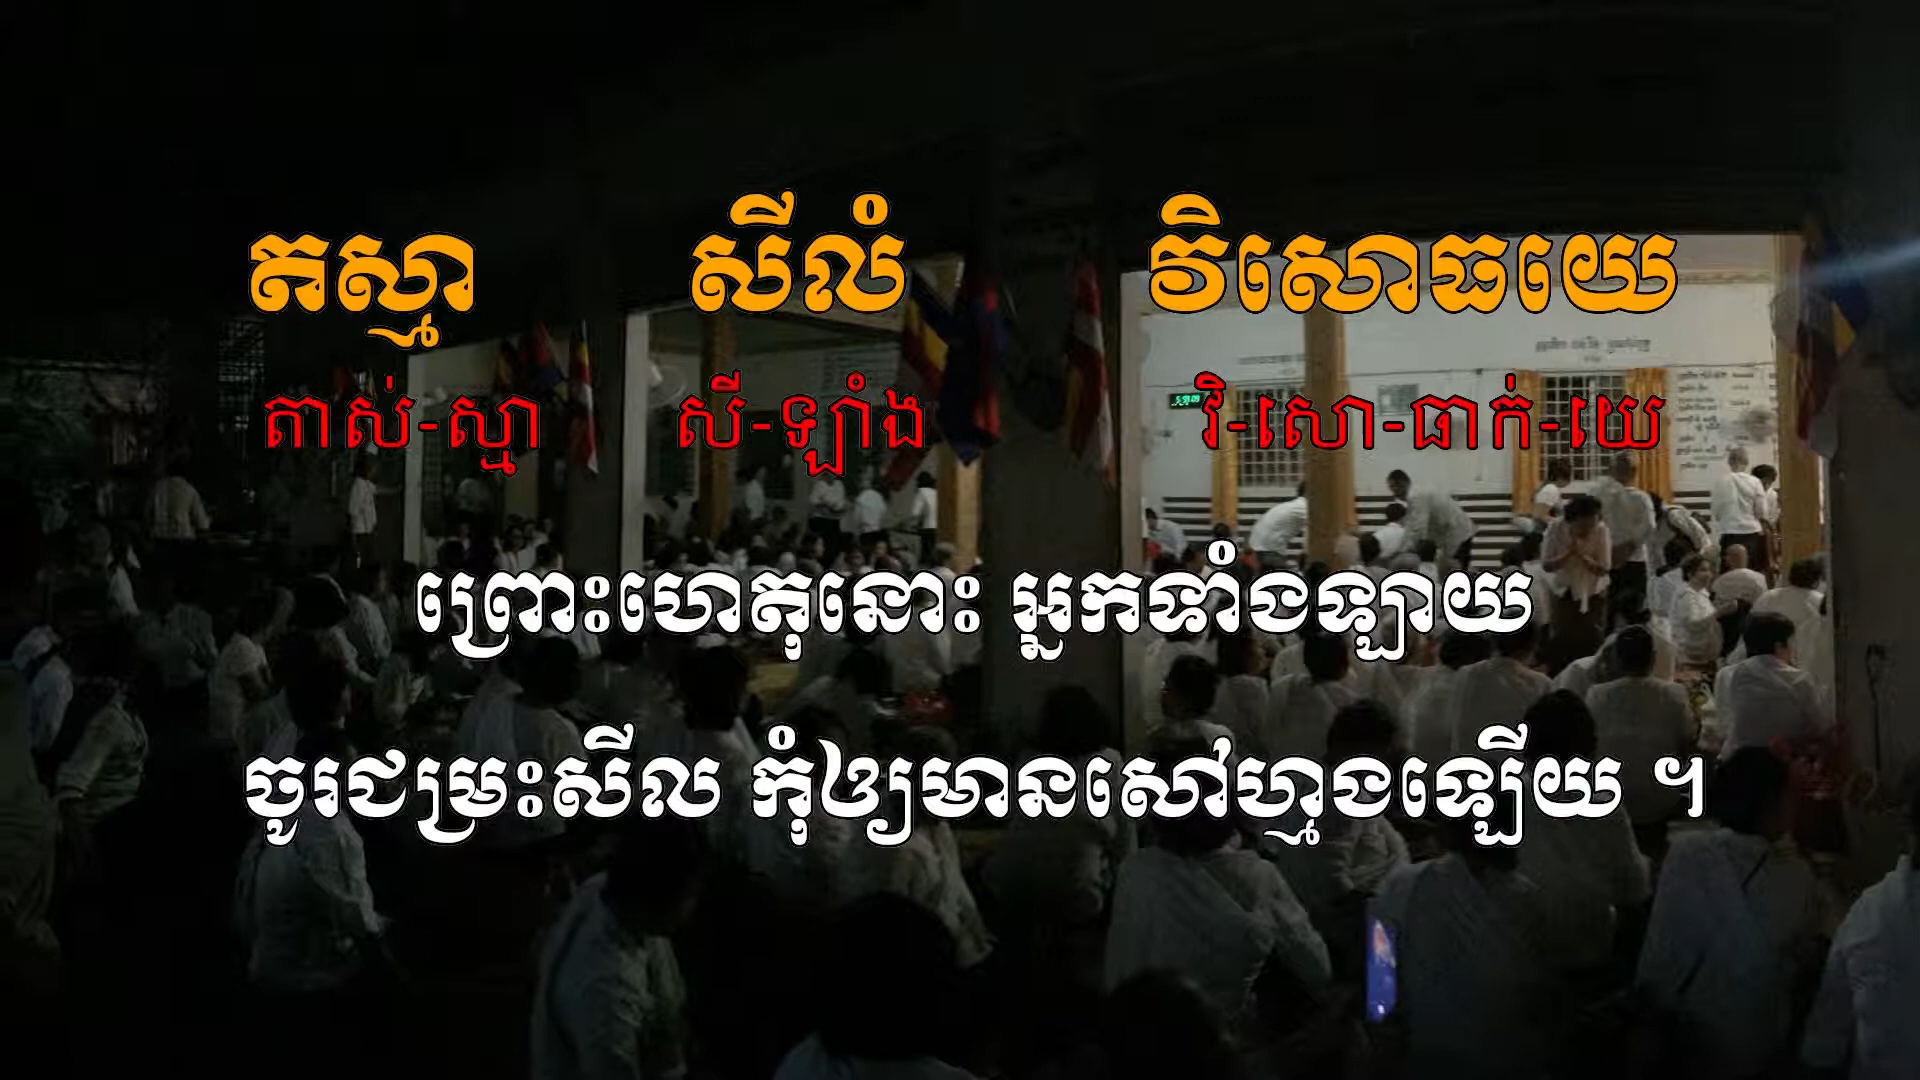 តស្មា សីលំ វិសោធយេ
តាស់-ស្មា សី-ឡាំង វិ-សោ-ធាក់-យេ
ព្រោះហេតុនោះ អ្នកទាំងឡាយ
ចូរជម្រះសីល កុំឲ្យមានសៅហ្មងឡើយ ។